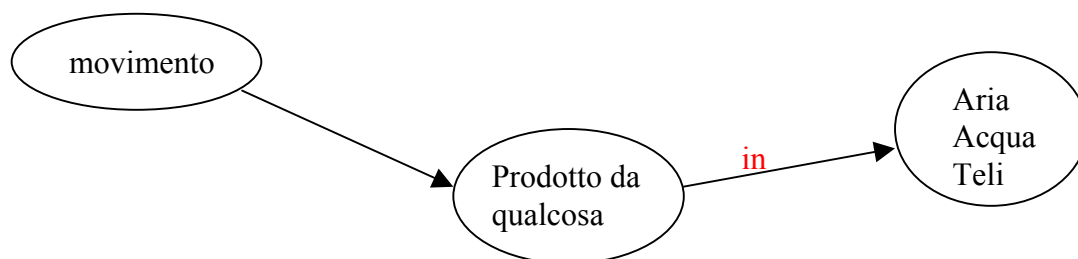 movimento
Prodotto da
qualcosa
in
Aria
Acqua
Teli